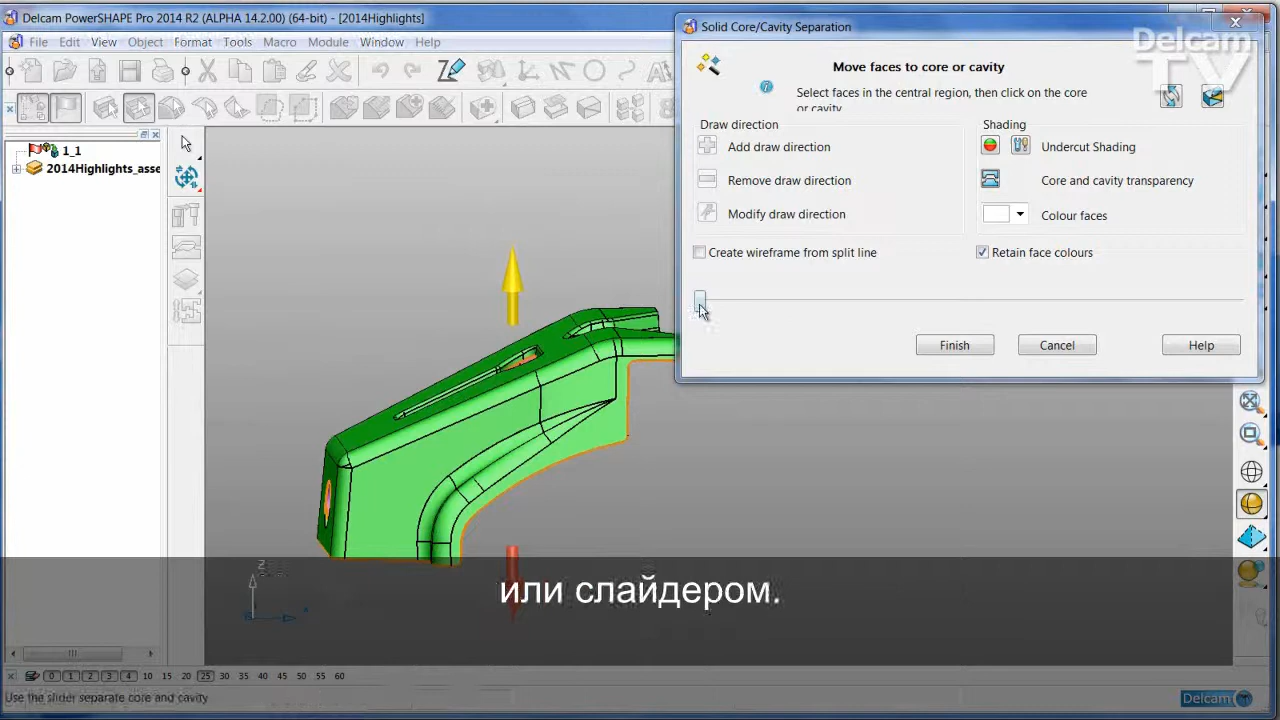 Delcam PowerSHAPE Pro 2014 R2 (ALPHA 14.2.00) (64-bit) - [2014Highlights]
File Edit View Object Format Tools Macro Module Window Help
1_1
2014Highlights_asse
Solid Core/Cavity Separation
Delcam
TV
Move faces to core or cavity
Select faces in the central region, then click on the core
or cavity.
Draw direction
Shading
Add draw direction
Undercut Shading
Remove draw direction
Core and cavity transparency
Modify draw direction
Colour faces
Create wireframe from split line
Retain face colours
Finish
Cancel
Help
Z
или слайдером.
0 1 2 3 4 10 15 20 25 30 35 40 45 50 55 60
Use the slider separate core and cavity
Delcam